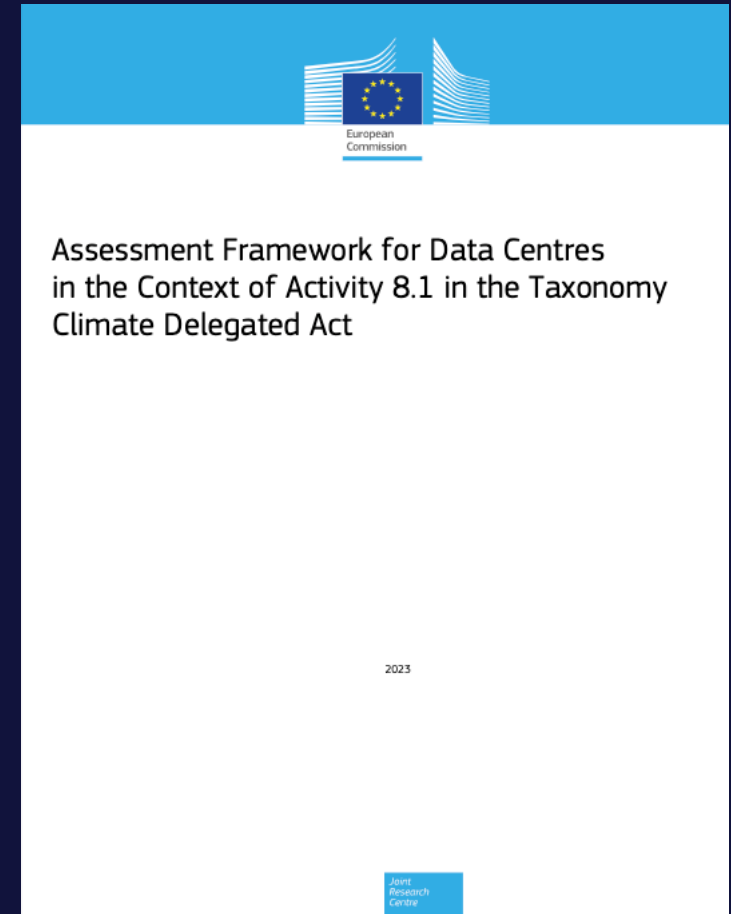 European
Commission
Assessment Framework for Data Centres
in the Context of Activity 8.1 in the Taxonomy
Climate Delegated Act
2023
Joint
Research
Centre